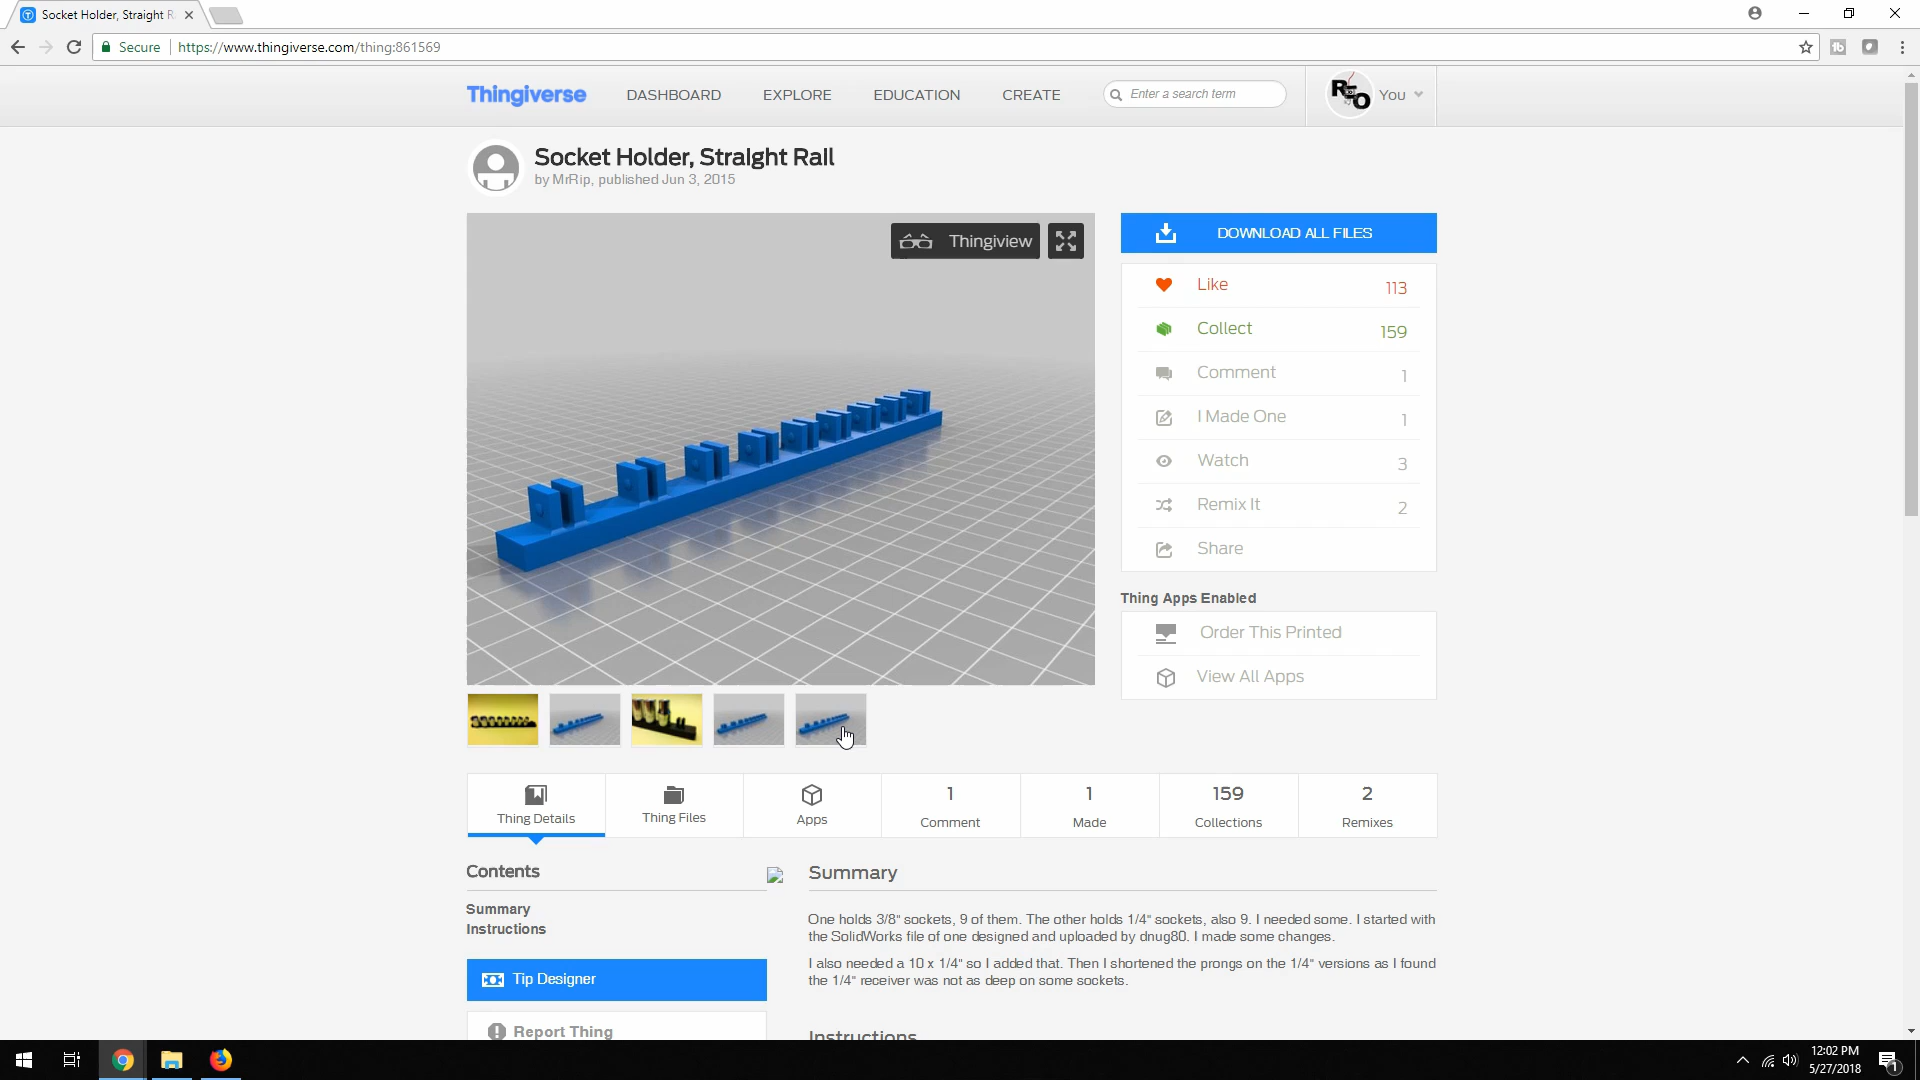 Socket Holder, Straight R
Secure
https://www.thingiverse.com/thing:861569
Thingiverse
DASHBOARD
EXPLORE
EDUCATION
CREATE
Enter a search term
REO
You
Socket Holder, Straight Rail
by MrRip, published Jun 3, 2015
Thingiview
DOWNLOAD ALL FILES
Like
113
Collect
159
Comment
1
I Made One
1
Watch
3
Remix It
2
Share
Thing Apps Enabled
Order This Printed
View All Apps
Thing Details
Thing Files
Apps
1
Comment
1
Made
159
Collections
2
Remixes
Contents
Summary
Instructions
Tip Designer
Report Thing
Summary
One holds 3/8" sockets, 9 of them. The other holds 1/4" sockets, also 9. I needed some. I started with
the SolidWorks file of one designed and uploaded by dnug80. I made some changes.
I also needed a 10 x 1/4" so I added that. Then I shortened the prongs on the 1/4" versions as I found
the 1/4" receiver was not as deep on some sockets.
Instructions
12:02 PM
5/27/2018
1